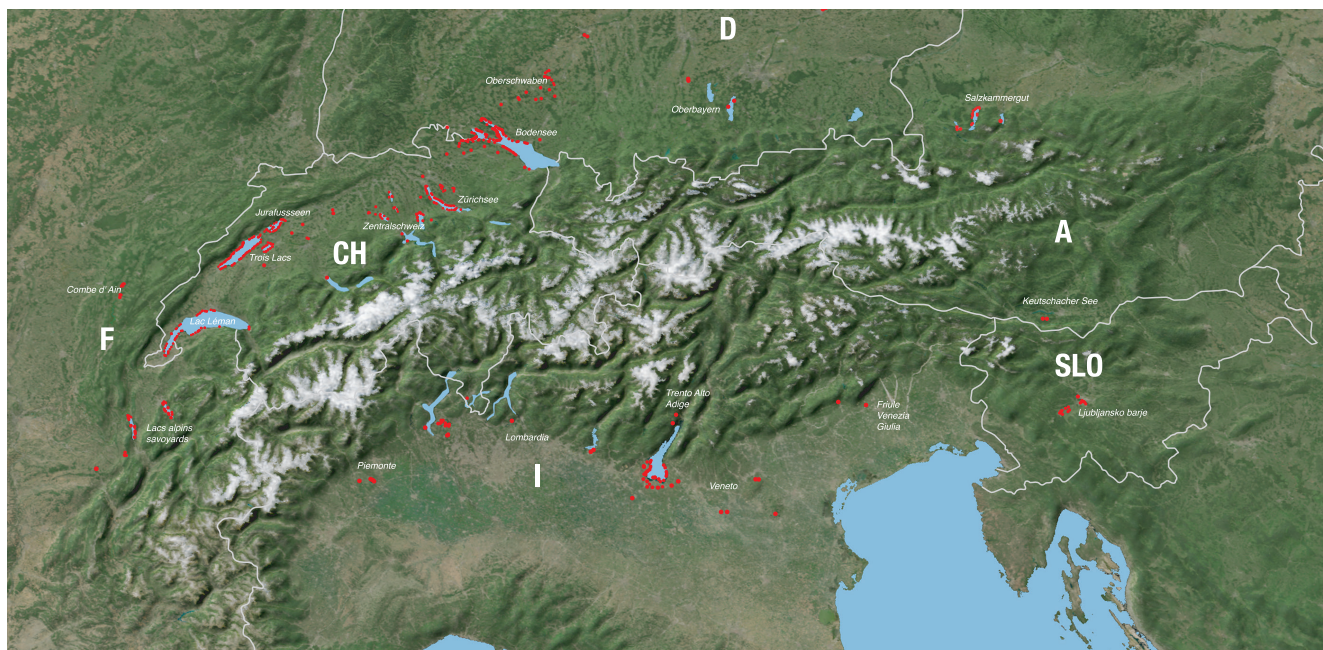 D
Oberschwaben
Oberbayern
Salzkammergut
Bodensee
Zürichsee
Jurafussseen
Zentralschweiz
Trois Lacs
CH
A
Combe d' Ain
Keutschacher See
Lac Léman
F
SLO
Trento Alto
Adige
Friule
Venezia
Giulia
Ljubljansko barje
Lacs alpins
savoyards
Lombardia
Piemonte
I
Veneto